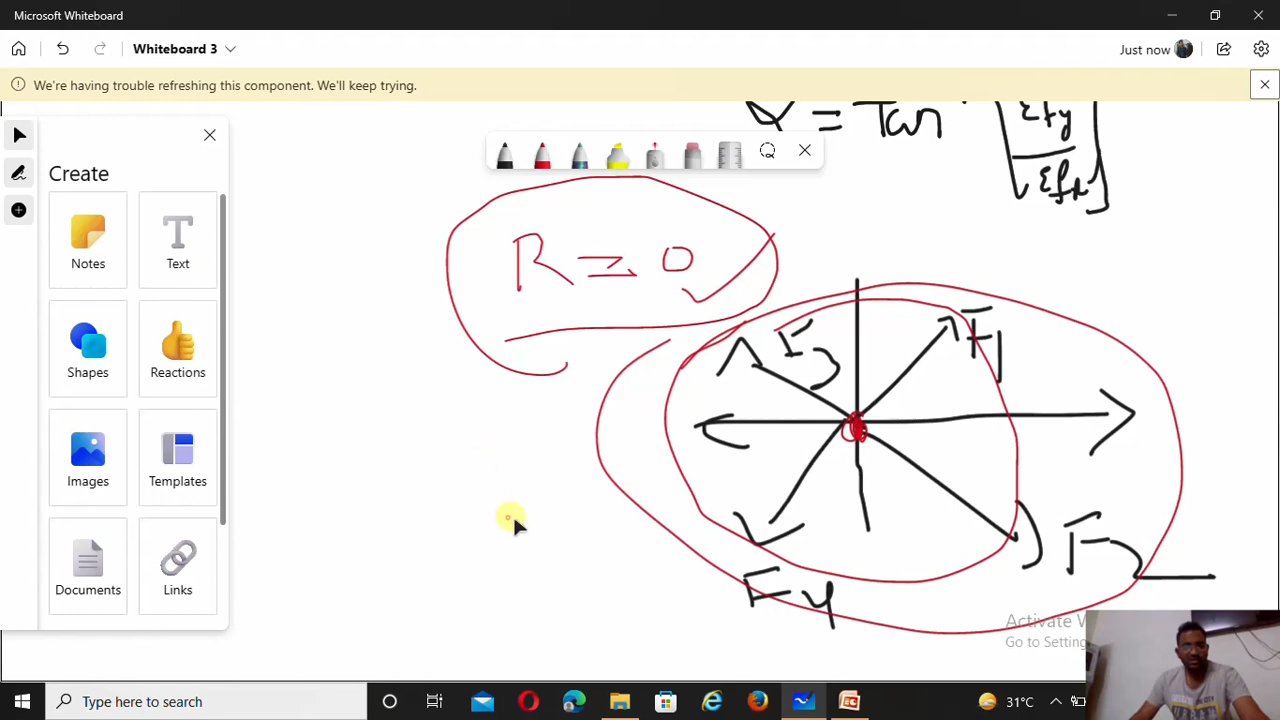 Microsoft Whiteboard
Whiteboard 3
Just now
We're having trouble refreshing this component. We'll keep trying.
Create
Notes
Text
Shapes
Reactions
Images
Templates
Documents
Links
α = Tan
Σfy
Σfx
R = 0
F3
F1
F2
F4
Activate W
Go to Setting
Type here to search
31°C